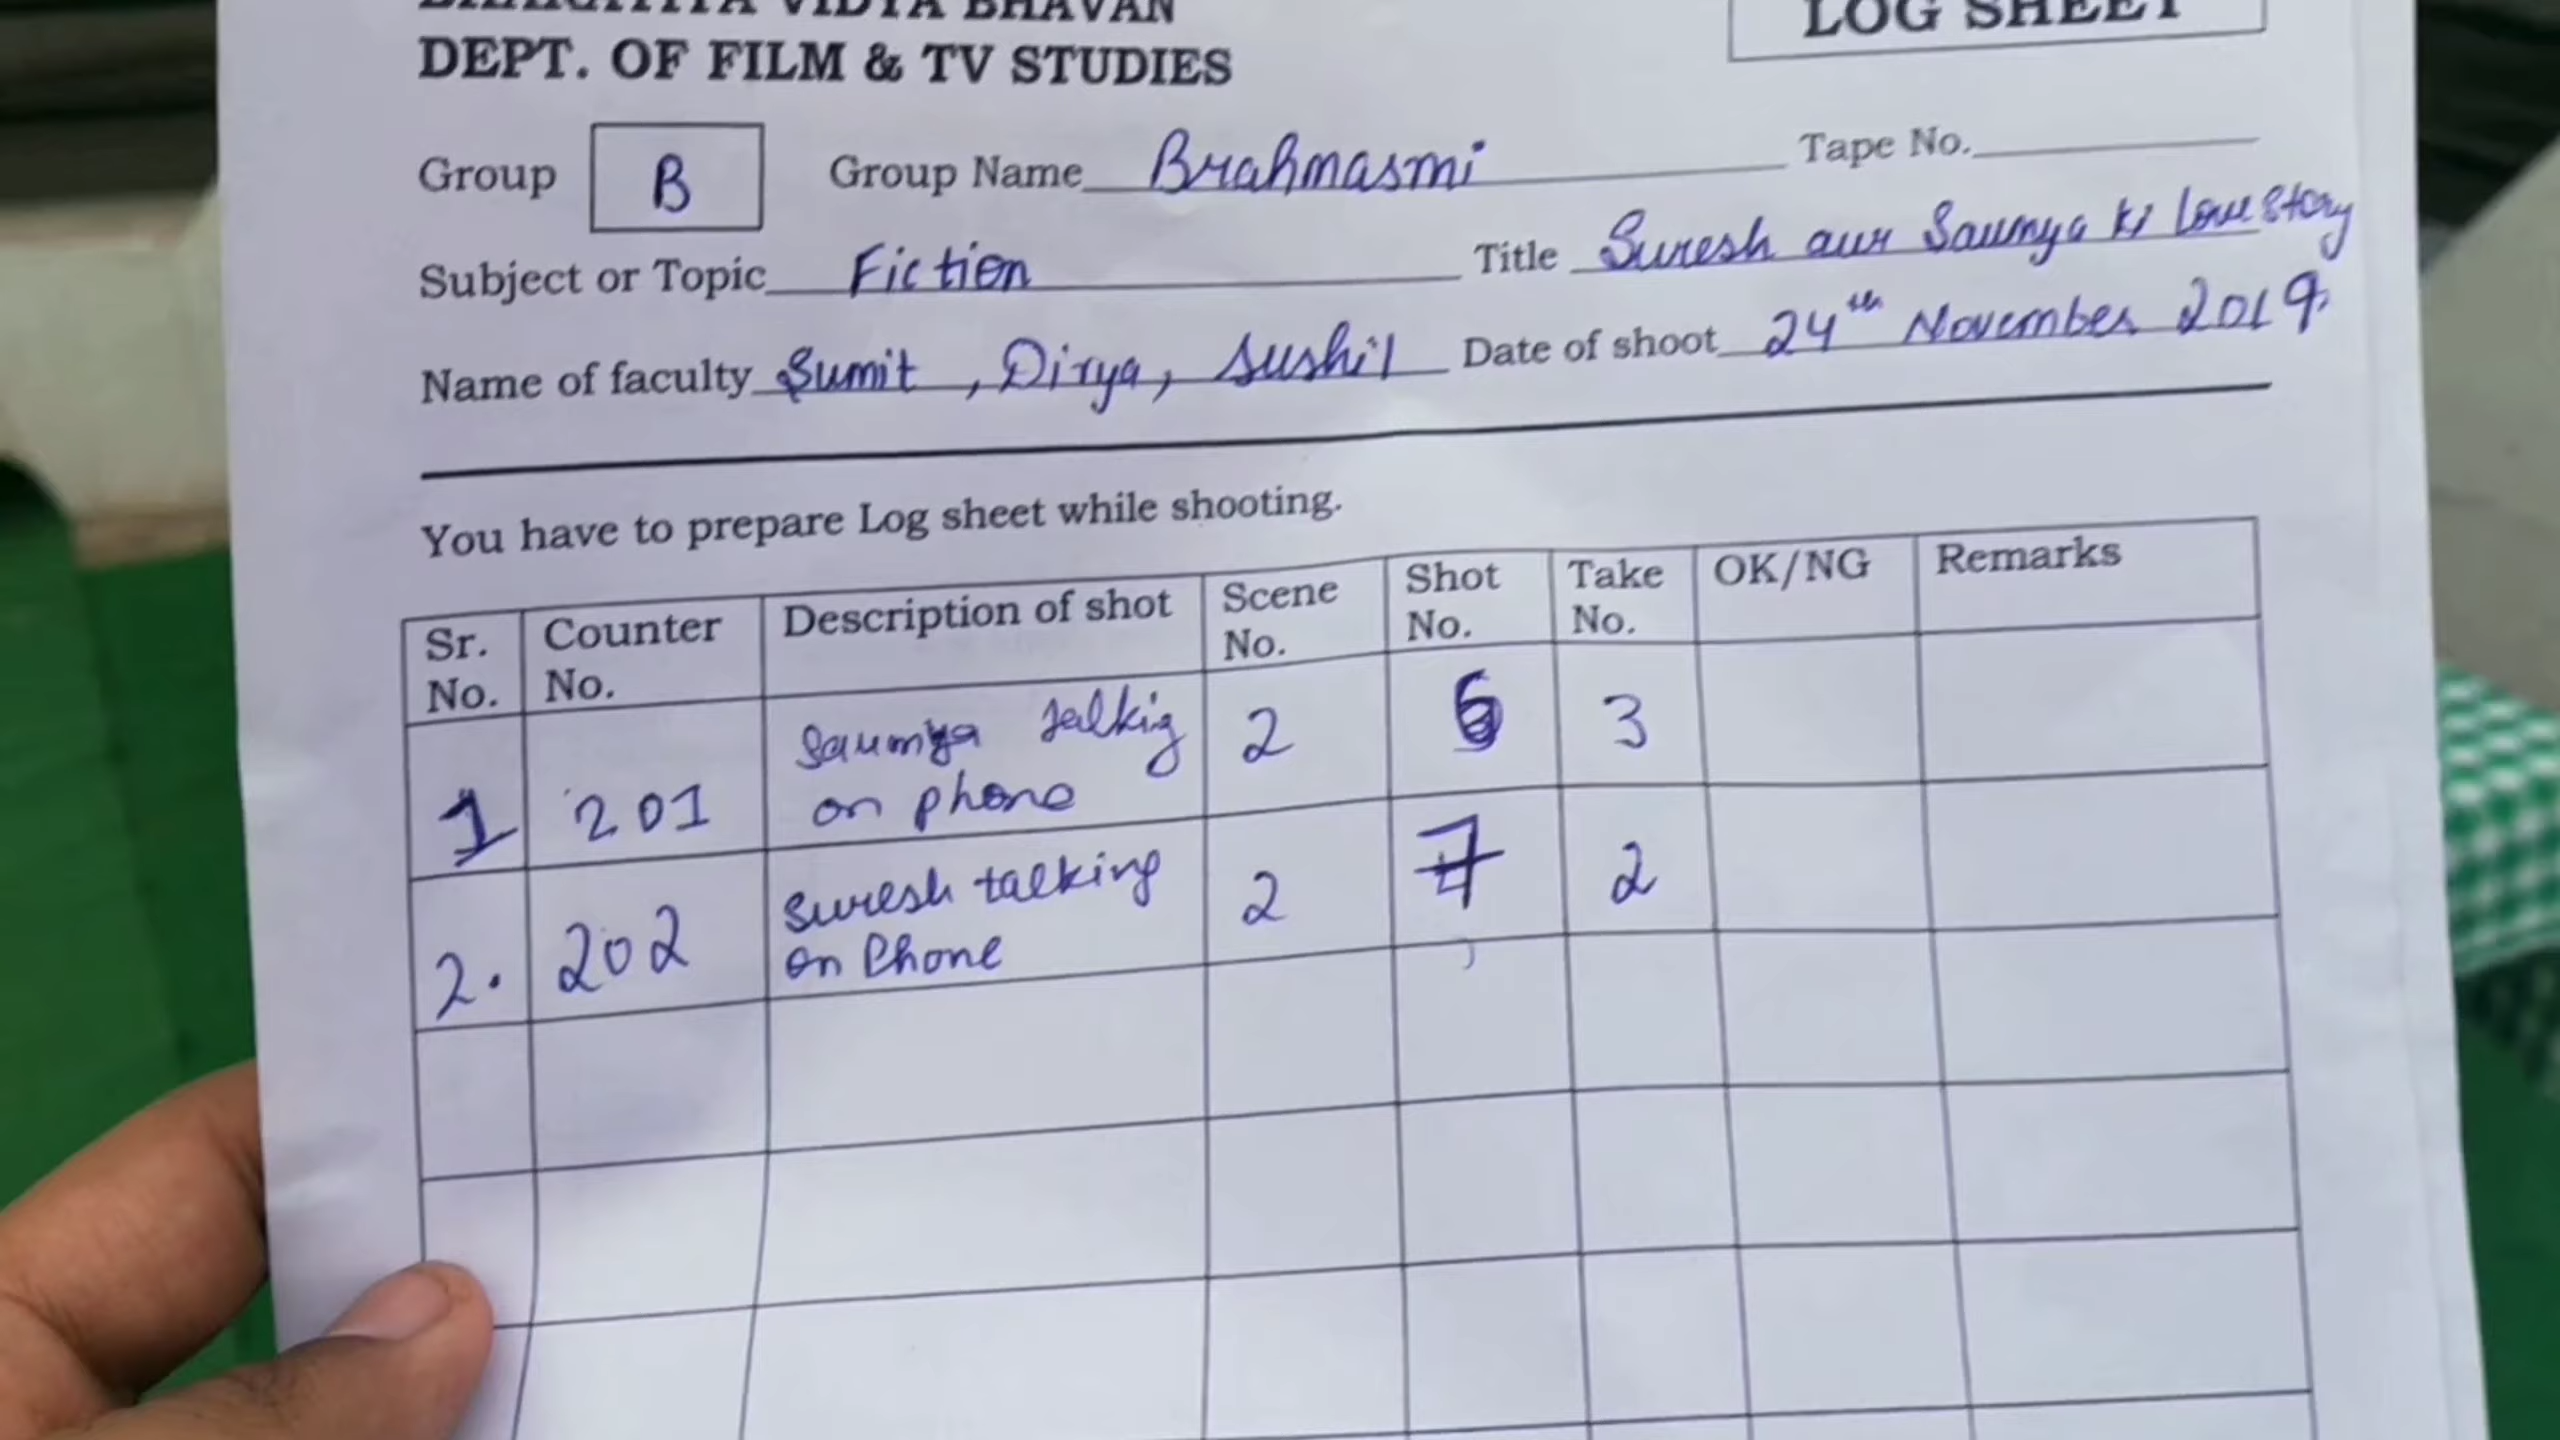 BHARATIYA VIDYA BHAVAN
LOG SHEET
DEPT. OF FILM & TV STUDIES
Group B Group Name Brahmasmi Tape No.
Subject or Topic Fiction Title Suresh aur Saumya ki Love Story
Name of faculty Sumit, Divya, Sushil Date of shoot 24th November 2019.
You have to prepare Log sheet while shooting.
Sr. No. Counter No. Description of shot Scene No. Shot No. Take No. OK/NG Remarks
1 201 Saumya talkig on phone 2 6 3
2. 202 Suresh talking on Phone 2 7 2